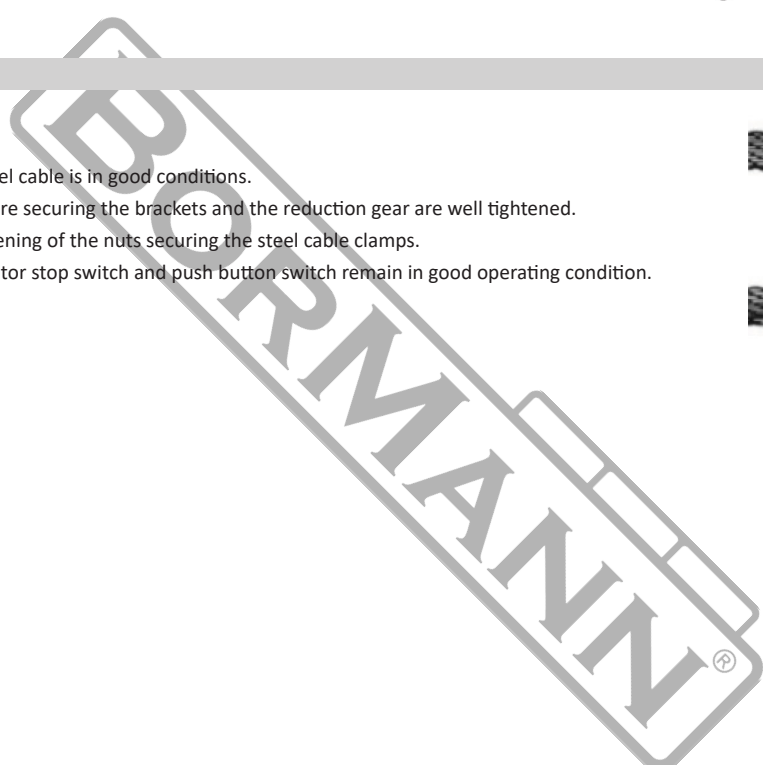 el cable is in good conditions.
re securing the brackets and the reduction gear are well tightened.
ening of the nuts securing the steel cable clamps.
tor stop switch and push button switch remain in good operating condition.
BORMANN®